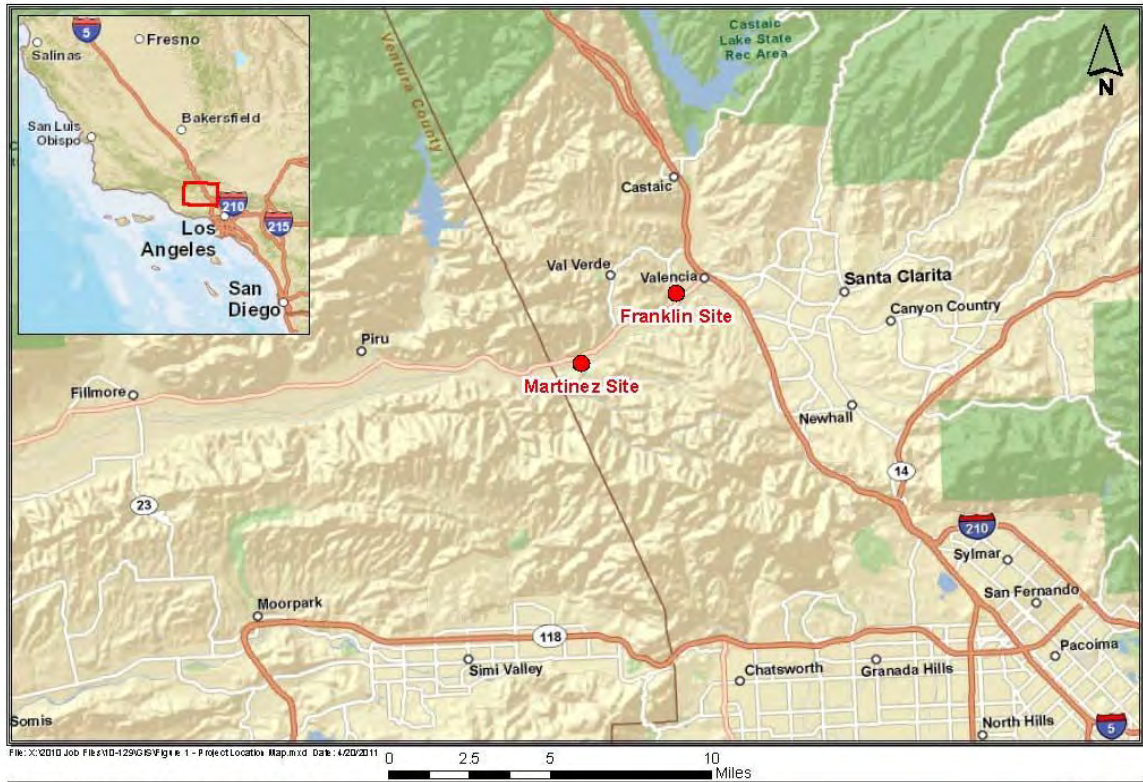 5
Salinas
Fresno
San Luis
Obispo
Bakersfield
210
215
Los
Angeles
San
Diego
Ventura County
Castaic
Lake State
Rec Area
N
Castaic
Val Verde
Valencia
Santa Clarita
Franklin Site
Canyon Country
Piru
Martinez Site
Fillmore
Newhall
14
23
210
Sylmar
San Fernando
Moorpark
118
Pacoima
Simi Valley
Chatsworth
Granada Hills
Somis
North Hills
5
File: X:\2010 Job Files\10-429\GIS\Figure 1 - Project Location Map.mxd Date: 4/20/2011
0 2.5 5 10
Miles